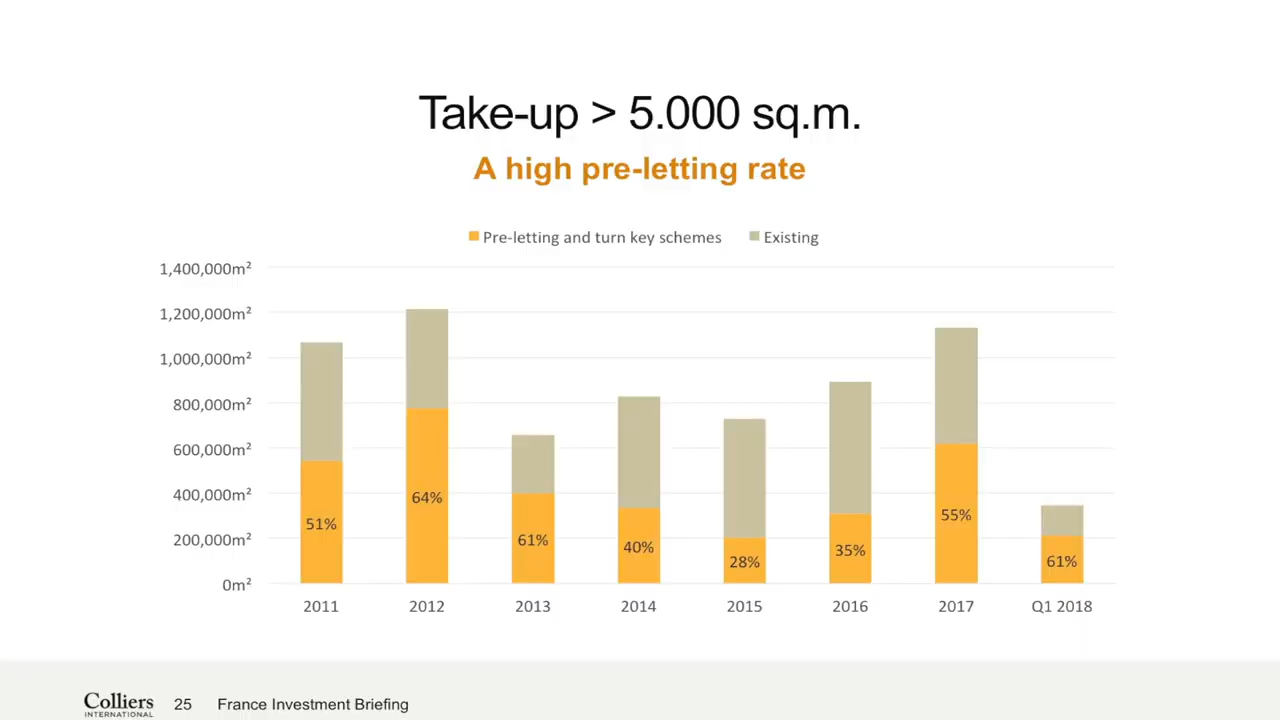 Take-up > 5.000 sq.m.
A high pre-letting rate
Pre-letting and turn key schemes Existing
1,400,000m²
1,200,000m²
1,000,000m²
800,000m²
600,000m²
400,000m²
200,000m²
0m²
51% 64% 61% 40% 28% 35% 55% 61%
2011 2012 2013 2014 2015 2016 2017 Q1 2018
Colliers
INTERNATIONAL
25 France Investment Briefing